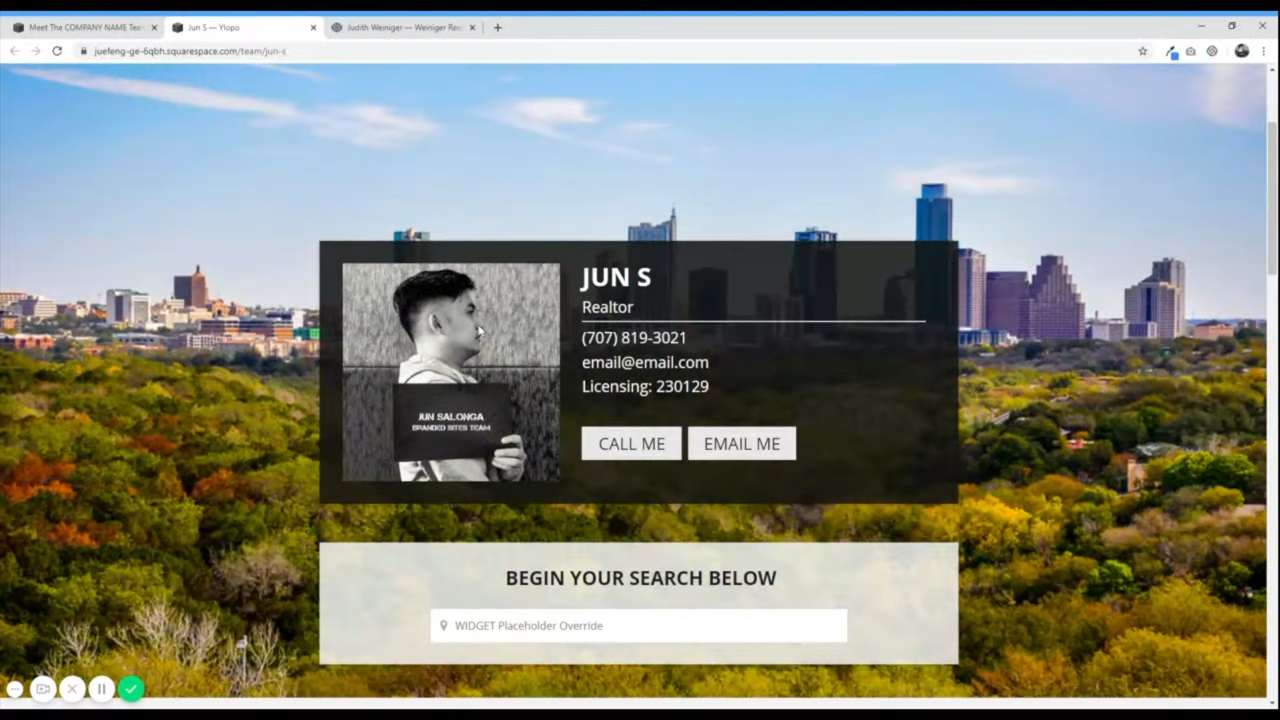 Meet The COMPANY NAME Tea
Jun S — Ylopo
Judith Weiniger — Weiniger Rea
juefeng-ge-6qbh.squarespace.com/team/jun-s
JUN S
Realtor
(707) 819-3021
email@email.com
Licensing: 230129
JUN SALONGA
BRANDED SITES TEAM
CALL ME
EMAIL ME
BEGIN YOUR SEARCH BELOW
WIDGET Placeholder Override